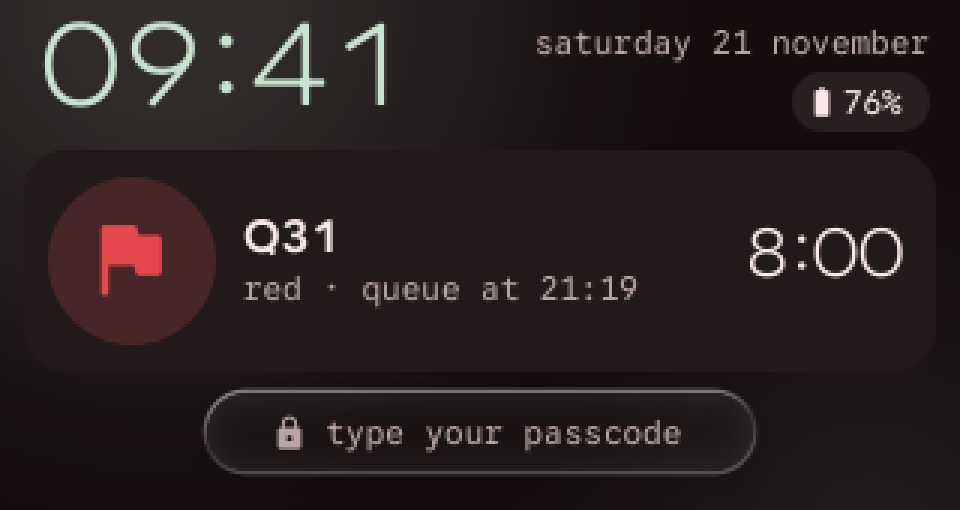 09:41
saturday 21 november
76%
Q31
red · queue at 21:19
8:00
type your passcode